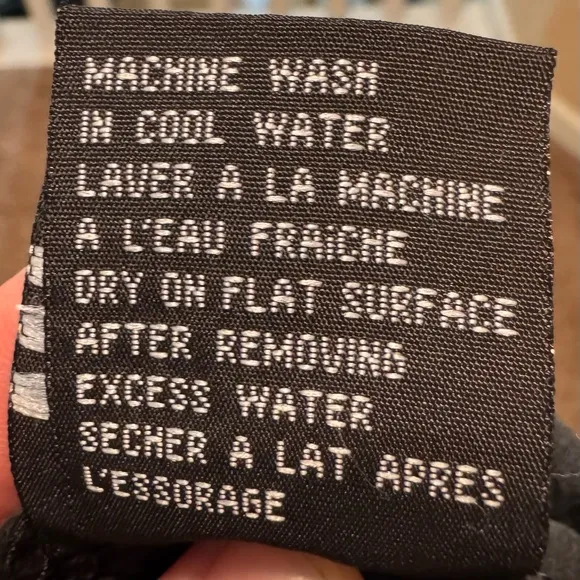 MACHINE WASH
IN COOL WATER
LAVER A LA MACHINE
A L'EAU FRAICHE
DRY ON FLAT SURFACE
AFTER REMOVING
EXCESS WATER
SECHER A LAT APRES
L'ESSORAGE